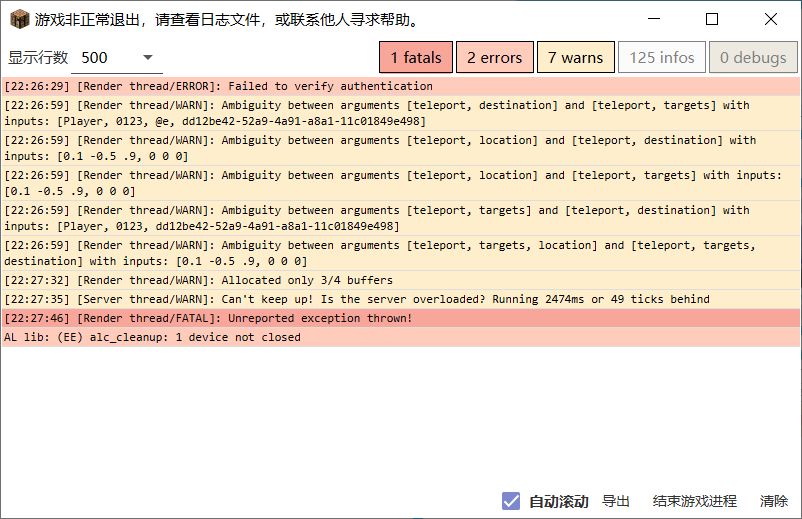 游戏非正常退出，请查看日志文件，或联系他人寻求帮助。
显示行数 500 1 fatals 2 errors 7 warns 125 infos 0 debugs
[22:26:29] [Render thread/ERROR]: Failed to verify authentication
[22:26:59] [Render thread/WARN]: Ambiguity between arguments [teleport, destination] and [teleport, targets] with
inputs: [Player, 0123, @e, dd12be42-52a9-4a91-a8a1-11c01849e498]
[22:26:59] [Render thread/WARN]: Ambiguity between arguments [teleport, location] and [teleport, destination] with
inputs: [0.1 -0.5 .9, 0 0 0]
[22:26:59] [Render thread/WARN]: Ambiguity between arguments [teleport, location] and [teleport, targets] with inputs:
[0.1 -0.5 .9, 0 0 0]
[22:26:59] [Render thread/WARN]: Ambiguity between arguments [teleport, targets] and [teleport, destination] with
inputs: [Player, 0123, dd12be42-52a9-4a91-a8a1-11c01849e498]
[22:26:59] [Render thread/WARN]: Ambiguity between arguments [teleport, targets, location] and [teleport, targets,
destination] with inputs: [0.1 -0.5 .9, 0 0 0]
[22:27:32] [Render thread/WARN]: Allocated only 3/4 buffers
[22:27:35] [Server thread/WARN]: Can't keep up! Is the server overloaded? Running 2474ms or 49 ticks behind
[22:27:46] [Render thread/FATAL]: Unreported exception thrown!
AL lib: (EE) alc_cleanup: 1 device not closed
自动滚动 导出 结束游戏进程 清除